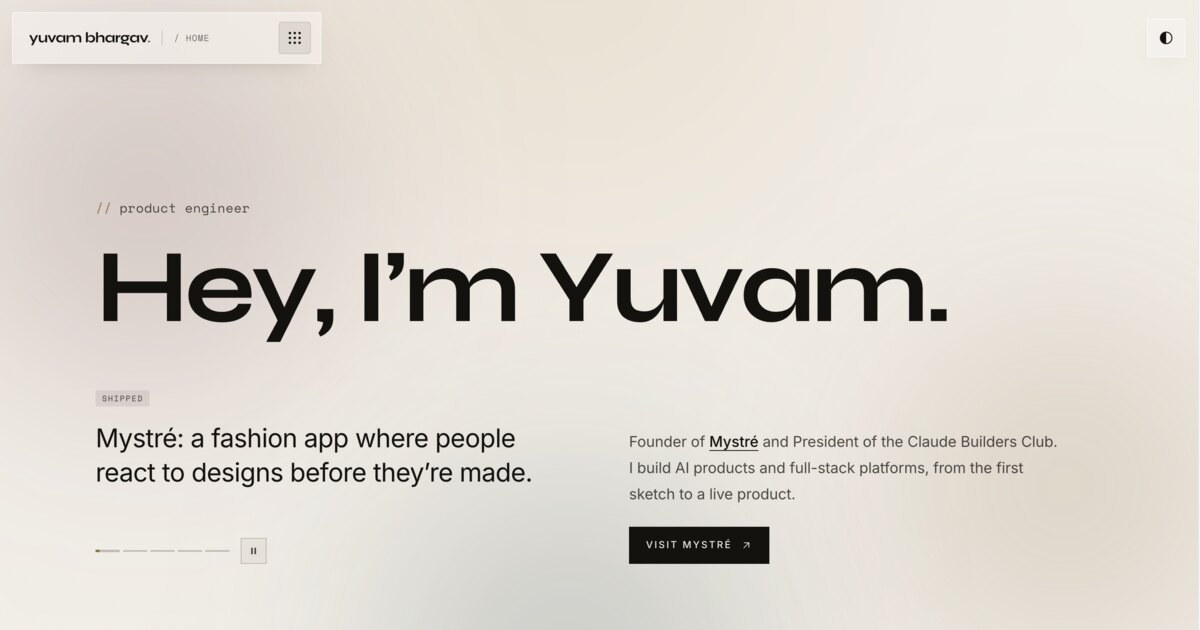 yuvam bhargav. / HOME
// product engineer
Hey, I’m Yuvam.
SHIPPED
Mystré: a fashion app where people
react to designs before they’re made.
Founder of Mystré and President of the Claude Builders Club.
I build AI products and full-stack platforms, from the first
sketch to a live product.
VISIT MYSTRÉ ↗